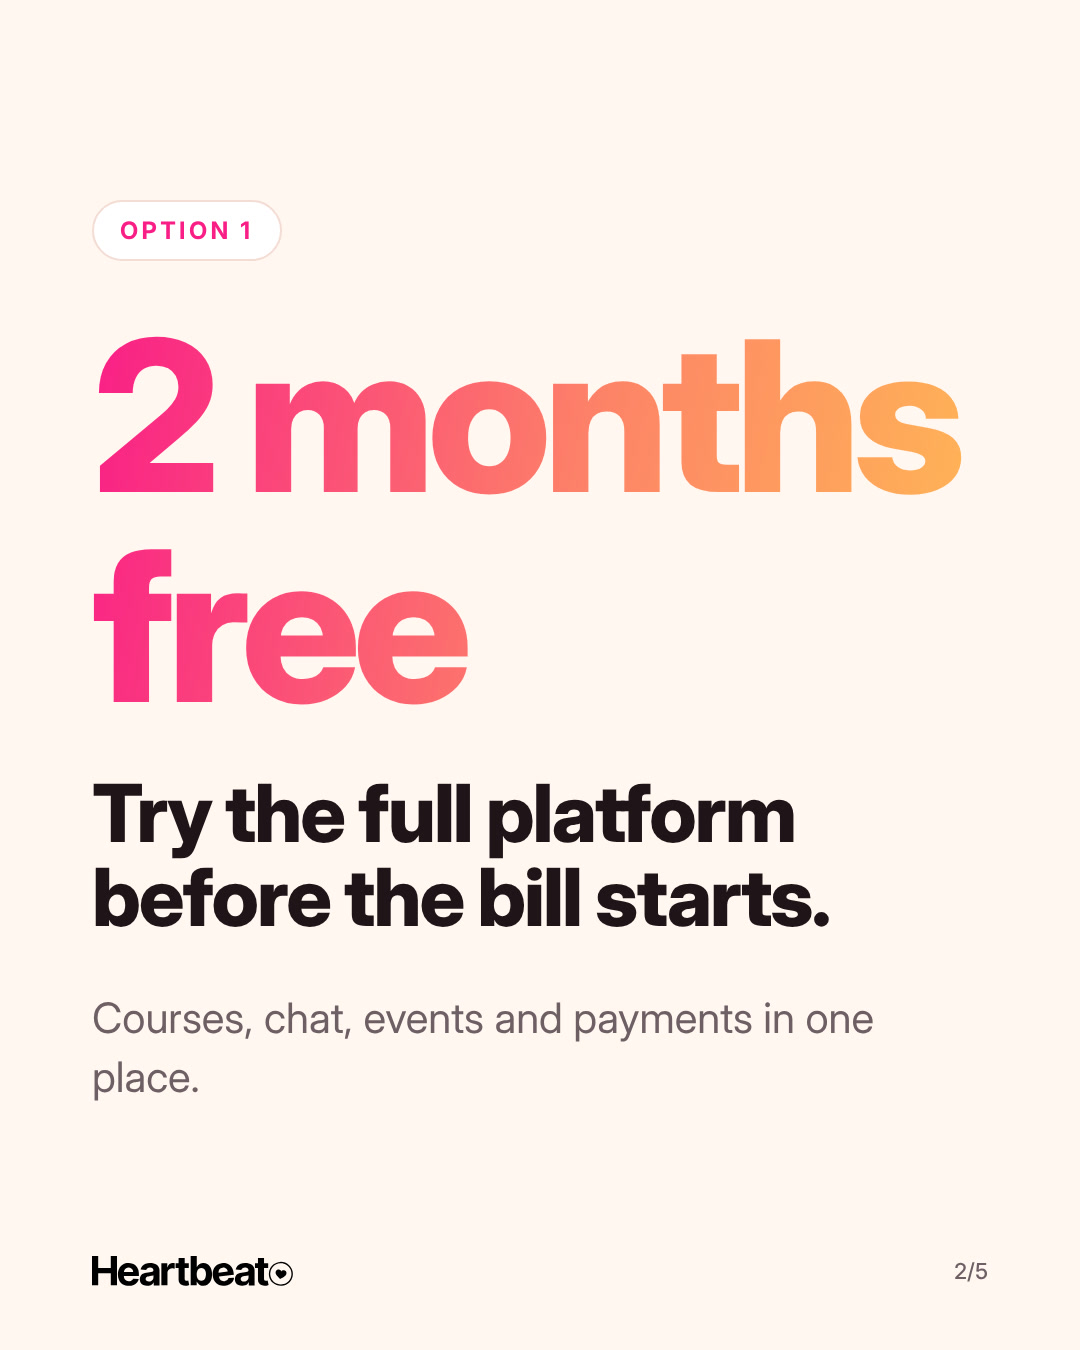 OPTION 1
2 months
free
Try the full platform
before the bill starts.
Courses, chat, events and payments in one
place.
Heartbeat
2/5